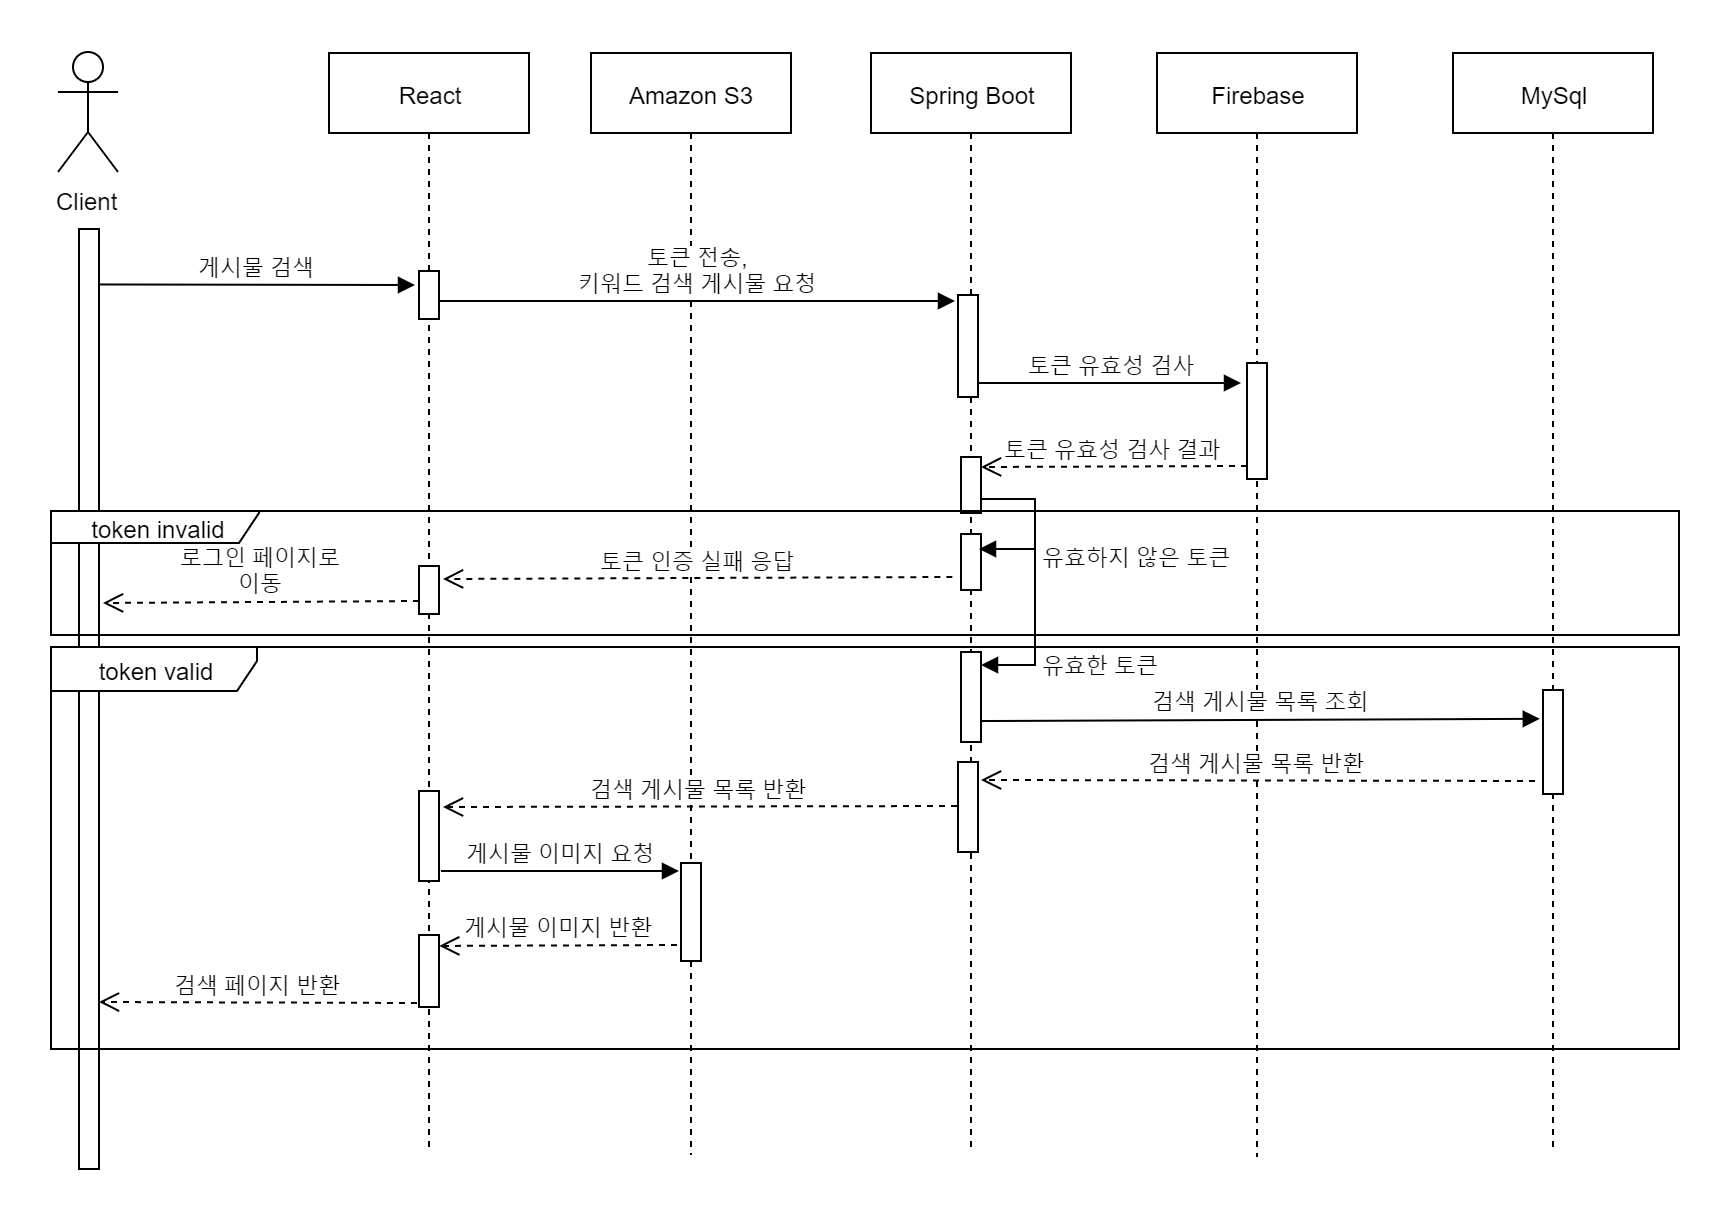 Client
React
Amazon S3
Spring Boot
Firebase
MySql
게시물 검색
토큰 전송,
키워드 검색 게시물 요청
토큰 유효성 검사
토큰 유효성 검사 결과
token invalid
로그인 페이지로
이동
토큰 인증 실패 응답
유효하지 않은 토큰
token valid
유효한 토큰
검색 게시물 목록 조회
검색 게시물 목록 반환
검색 게시물 목록 반환
게시물 이미지 요청
게시물 이미지 반환
검색 페이지 반환